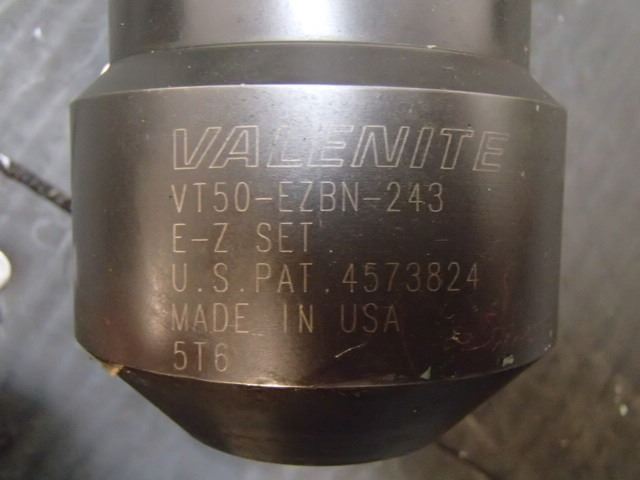 VALENITE
VT50-EZBN-243
E-Z SET
U.S.PAT.4573824
MADE IN USA
5T6